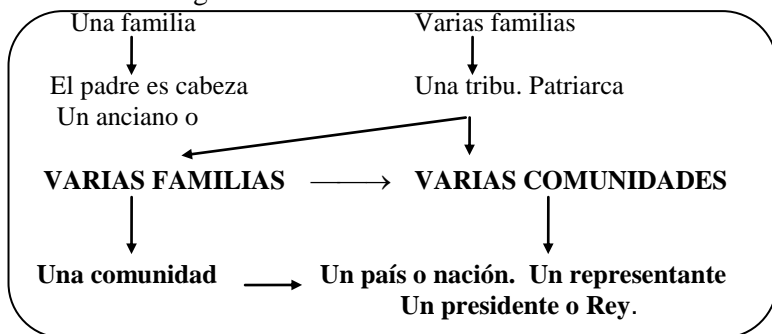 Una familia Varias familias
El padre es cabeza Una tribu. Patriarca
Un anciano o
VARIAS FAMILIAS VARIAS COMUNIDADES
Una comunidad Un país o nación. Un representante
Un presidente o Rey.